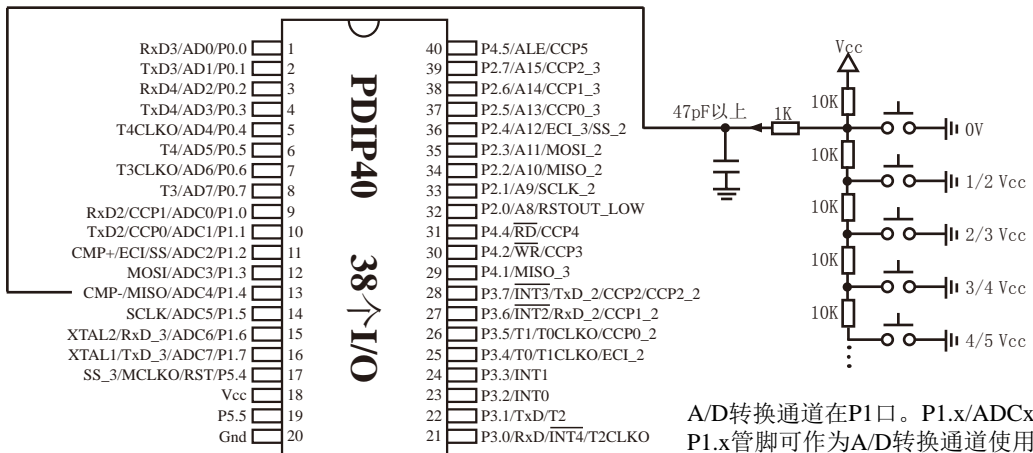 RxD3/AD0/P0.0 1
TxD3/AD1/P0.1 2
RxD4/AD2/P0.2 3
TxD4/AD3/P0.3 4
T4CLKO/AD4/P0.4 5
T4/AD5/P0.5 6
T3CLKO/AD6/P0.6 7
T3/AD7/P0.7 8
RxD2/CCP1/ADC0/P1.0 9
TxD2/CCP0/ADC1/P1.1 10
CMP+/ECI/SS/ADC2/P1.2 11
MOSI/ADC3/P1.3 12
CMP-/MISO/ADC4/P1.4 13
SCLK/ADC5/P1.5 14
XTAL2/RxD_3/ADC6/P1.6 15
XTAL1/TxD_3/ADC7/P1.7 16
SS_3/MCLKO/RST/P5.4 17
Vcc 18
P5.5 19
Gnd 20
PDIP40 38个I/O
40 P4.5/ALE/CCP5
39 P2.7/A15/CCP2_3
38 P2.6/A14/CCP1_3
37 P2.5/A13/CCP0_3
36 P2.4/A12/ECI_3/SS_2
35 P2.3/A11/MOSI_2
34 P2.2/A10/MISO_2
33 P2.1/A9/SCLK_2
32 P2.0/A8/RSTOUT_LOW
31 P4.4/RD/CCP4
30 P4.2/WR/CCP3
29 P4.1/MISO_3
28 P3.7/INT3/TxD_2/CCP2/CCP2_2
27 P3.6/INT2/RxD_2/CCP1_2
26 P3.5/T1/T0CLKO/CCP0_2
25 P3.4/T0/T1CLKO/ECI_2
24 P3.3/INT1
23 P3.2/INT0
22 P3.1/TxD/T2
21 P3.0/RxD/INT4/T2CLKO
47pF以上
1K
Vcc
10K
0V
10K
1/2 Vcc
10K
2/3 Vcc
10K
3/4 Vcc
10K
4/5 Vcc
A/D转换通道在P1口。P1.x/ADCx
P1.x管脚可作为A/D转换通道使用